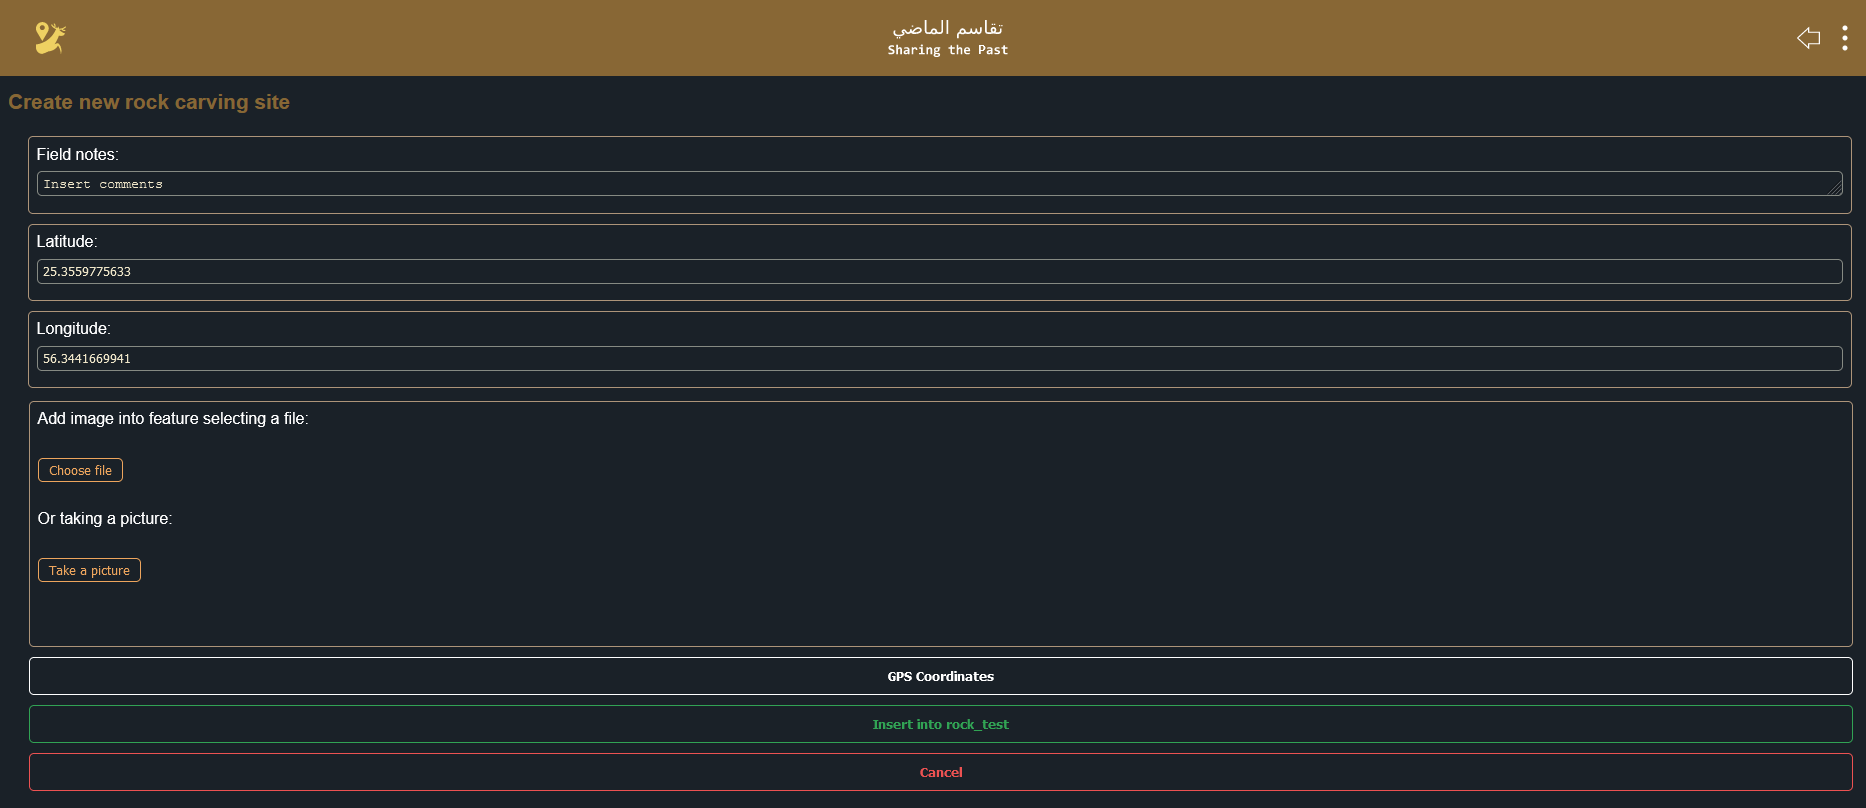 تقاسم الماضي
Sharing the Past
Create new rock carving site
Field notes:
Insert comments
Latitude:
25.3559775633
Longitude:
56.3441669941
Add image into feature selecting a file:
Choose file
Or taking a picture:
Take a picture
GPS Coordinates
Insert into rock_test
Cancel